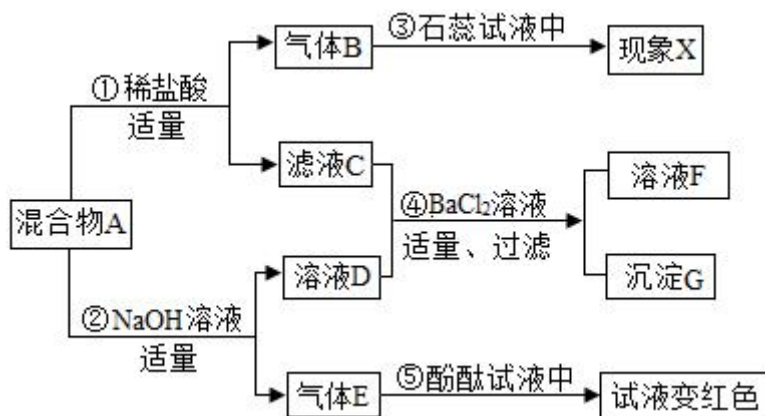 气体B
③石蕊试液中
现象X
①稀盐酸
适量
滤液C
溶液F
混合物A
④BaCl₂溶液
适量、过滤
溶液D
沉淀G
②NaOH溶液
适量
气体E
⑤酚酞试液中
试液变红色